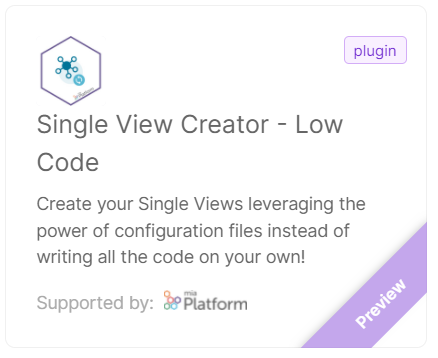 plugin
Single View Creator - Low
Code
Create your Single Views leveraging the
power of configuration files instead of
writing all the code on your own!
Supported by: mia Platform
Preview